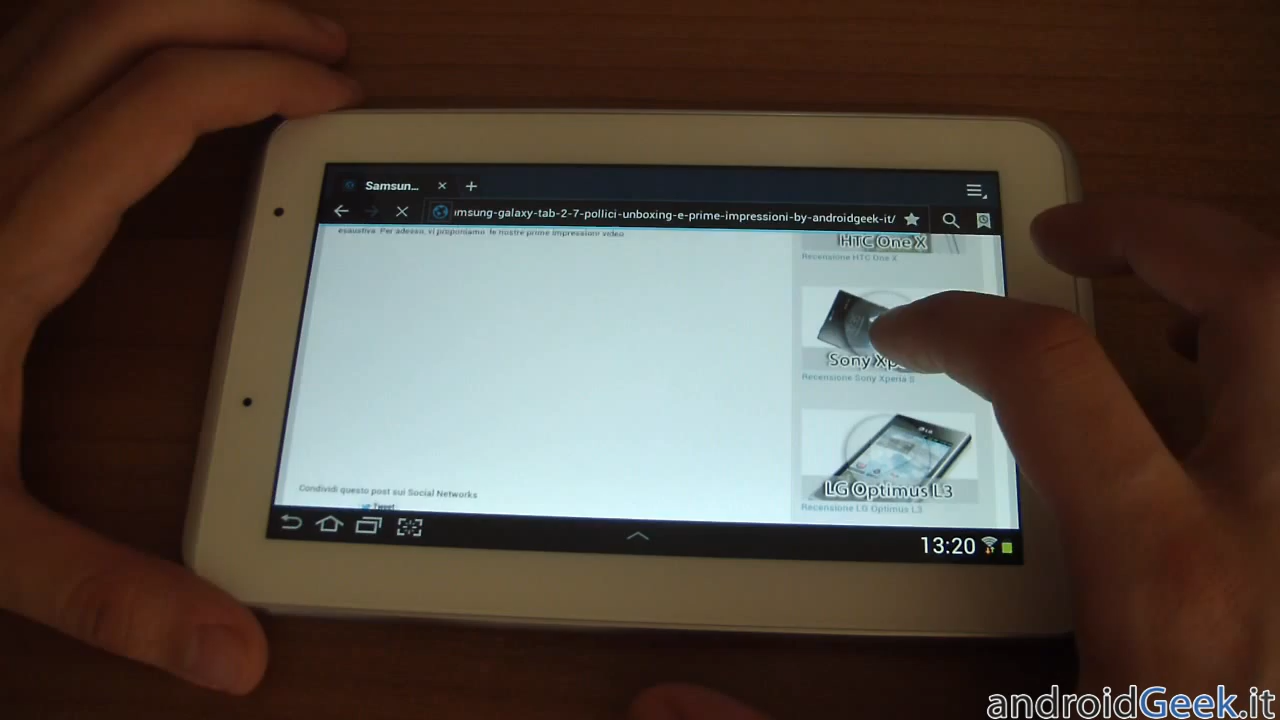 Samsun...
msung-galaxy-tab-2-7-pollici-unboxing-e-prime-impressioni-by-androidgeek-it/
esaustiva. Per adesso, vi proponiamo le nostre prime impressioni video
HTC One X
Recensione HTC One X
Sony Xp
Recensione Sony Xperia S
LG
LG Optimus L3
Recensione LG Optimus L3
Condividi questo post sui Social Networks
Tweet
13:20
androidGeek.it